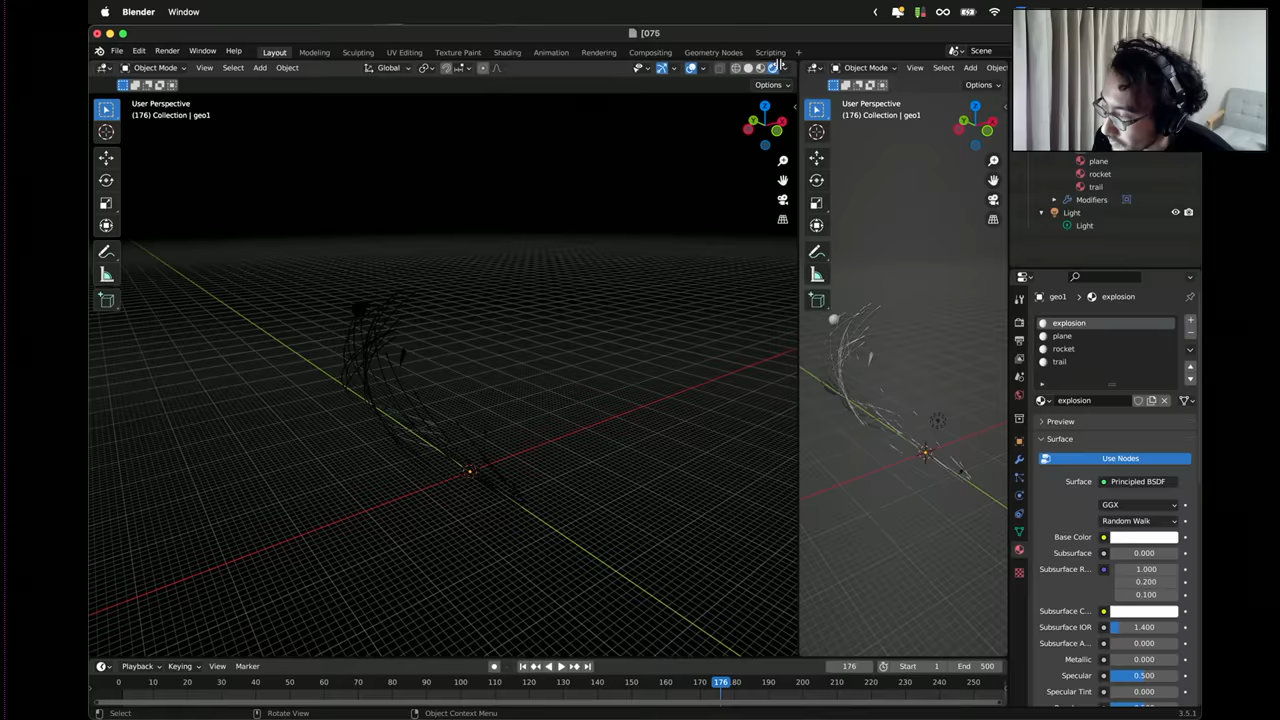 Blender Window
[075
File Edit Render Window Help Layout Modeling Sculpting UV Editing Texture Paint Shading Animation Rendering Compositing Geometry Nodes Scripting + Scene
Object Mode View Select Add Object Global Object Mode View Select Add Objec
Options Options
User Perspective
(176) Collection | geo1
User Perspective
(176) Collection | geo1
Z
Y
X
Z
Y
X
plane
rocket
trail
Modifiers
Light
Light
geo1 > explosion
explosion
plane
rocket
trail
explosion
Preview
Surface
Use Nodes
Surface Principled BSDF
GGX
Random Walk
Base Color
Subsurface 0.000
Subsurface R... 1.000
0.200
0.100
Subsurface C...
Subsurface IOR 1.400
Subsurface A... 0.000
Metallic 0.000
Specular 0.500
Specular Tint 0.000
Playback Keying View Marker 176 Start 1 End 500
0 10 20 30 40 50 60 70 80 90 100 110 120 130 140 150 160 170 176 180 190 200 210 220 230 240 250
Select Rotate View Object Context Menu 3.5.1